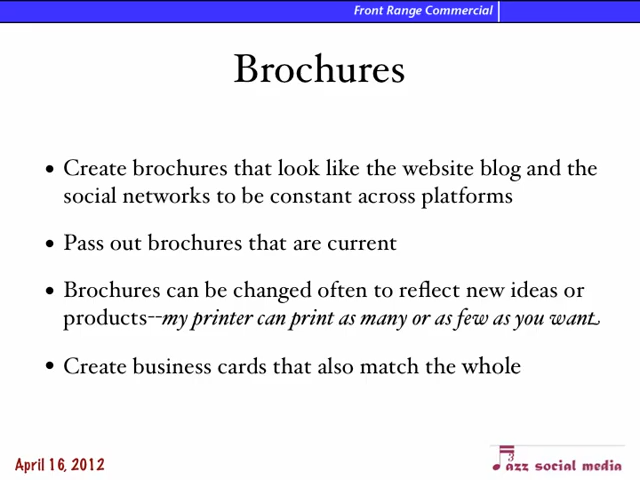 Front Range Commercial
Brochures
• Create brochures that look like the website blog and the
social networks to be constant across platforms
• Pass out brochures that are current
• Brochures can be changed often to reflect new ideas or
products--my printer can print as many or as few as you want.
• Create business cards that also match the whole
April 16, 2012
3
azz social media